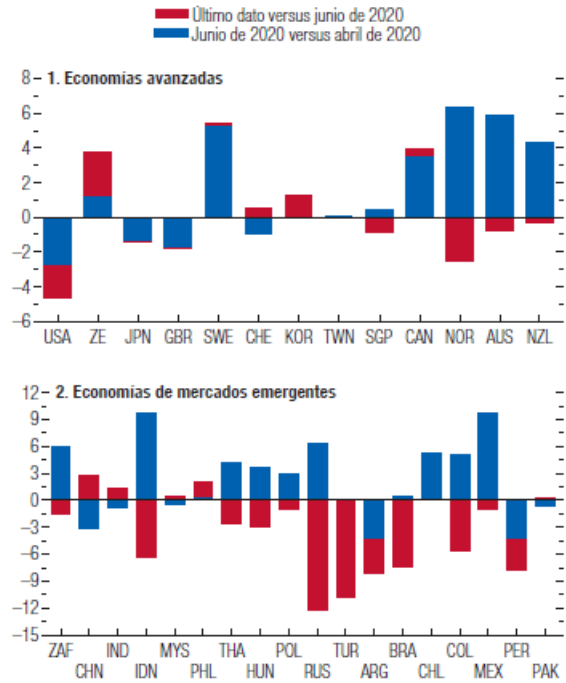 Último dato versus junio de 2020
Junio de 2020 versus abril de 2020
8
1. Economías avanzadas
6
4
2
0
–2
–4
–6
USA ZE JPN GBR SWE CHE KOR TWN SGP CAN NOR AUS NZL
12
2. Economías de mercados emergentes
9
6
3
0
–3
–6
–9
–12
–15
ZAF IND MYS THA POL TUR BRA COL PER
CHN IDN PHL HUN RUS ARG CHL MEX PAK